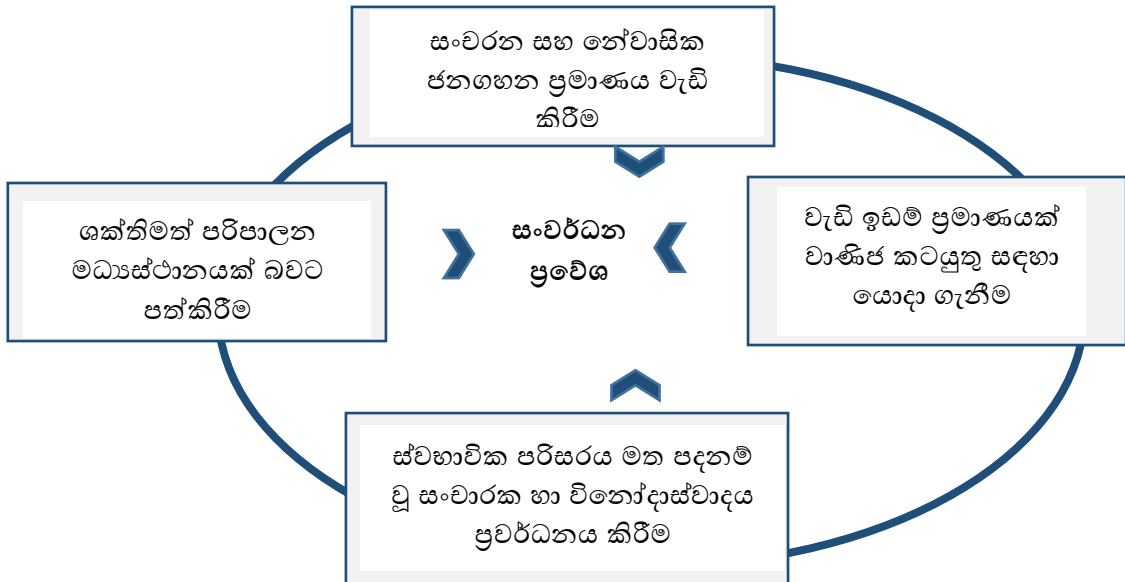 සංචරන සහ නේවාසික
ජනගහන ප්‍රමාණය වැඩි
කිරීම
ශක්තිමත් පරිපාලන
මධ්‍යස්ථානයක් බවට
පත්කිරීම
සංවර්ධන
ප්‍රවේශ
වැඩි ඉඩම් ප්‍රමාණයක්
වාණිජ කටයුතු සඳහා
යොදා ගැනීම
ස්වභාවික පරිසරය මත පදනම්
වූ සංචාරක හා විනෝදාස්වාදය
ප්‍රවර්ධනය කිරීම